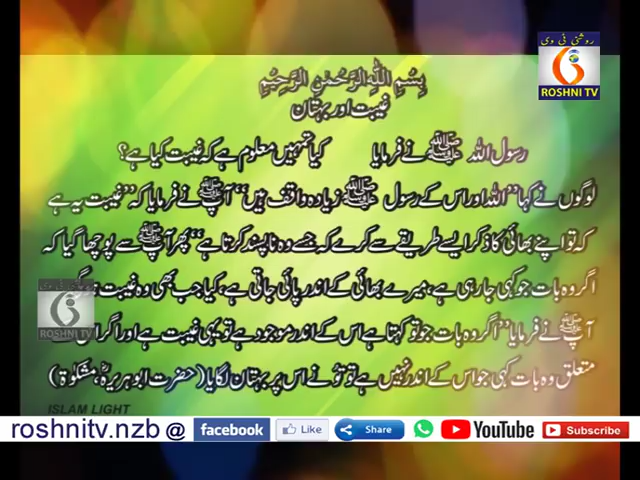 روشنی ٹی وی
ROSHNI TV
بِسْمِ اللهِ الرَّحْمٰنِ الرَّحِيْمِ
غیبت اور بہتان
رسول اللہ ﷺ نے فرمایا کیا تمہیں معلوم ہے کہ غیبت کیا ہے؟
لوگوں نے کہا ”اللہ اور اس کے رسول ﷺ زیادہ واقف ہیں“ آپ ﷺ نے فرمایا کہ ”غیبت یہ ہے
کہ تو اپنے بھائی کا ذکر ایسے طریقے سے کرے کہ جسے وہ ناپسند کرتا ہے“ پھر آپ ﷺ سے پوچھا گیا کہ
اگر وہ بات جو کہی جا رہی ہے، میرے بھائی کے اندر پائی جاتی ہے، کیا جب بھی وہ غیبت
ROSHNI TV
آپ ﷺ نے فرمایا ”اگر وہ بات جو تو کہتا ہے اس کے اندر موجود ہے تو یہی غیبت ہے اور اگر
متعلق وہ بات کہی جو اس کے اندر نہیں ہے تو تُو نے اس پر بہتان لگایا (حضرت ابو ہریرہؓ، مشکوٰۃ)
ISLAM LIGHT
roshnitv.nzb @ facebook Like Share YouTube Subscribe